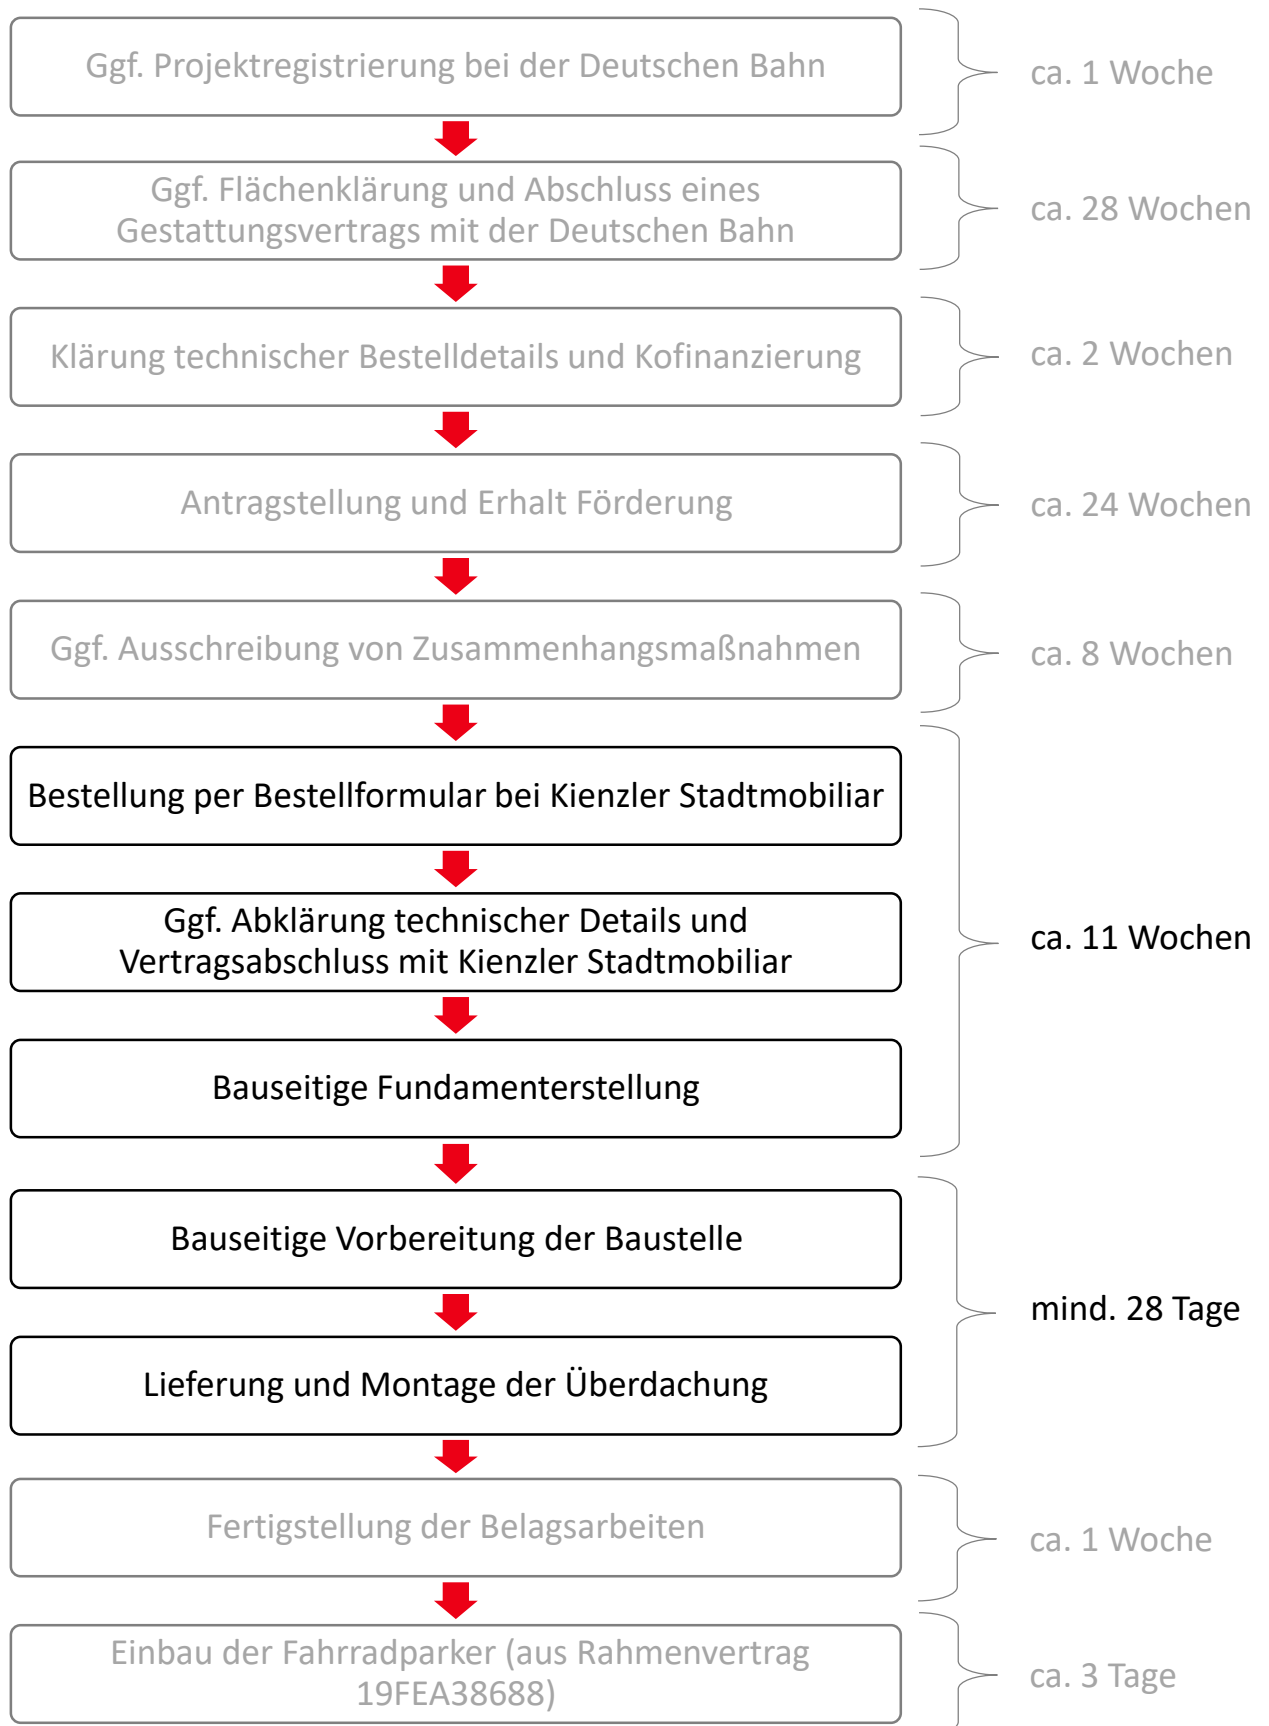 Ggf. Projektregistrierung bei der Deutschen Bahn
ca. 1 Woche
Ggf. Flächenklärung und Abschluss eines
Gestattungsvertrags mit der Deutschen Bahn
ca. 28 Wochen
Klärung technischer Bestelldetails und Kofinanzierung
ca. 2 Wochen
Antragstellung und Erhalt Förderung
ca. 24 Wochen
Ggf. Ausschreibung von Zusammenhangsmaßnahmen
ca. 8 Wochen
Bestellung per Bestellformular bei Kienzler Stadtmobiliar
Ggf. Abklärung technischer Details und
Vertragsabschluss mit Kienzler Stadtmobiliar
ca. 11 Wochen
Bauseitige Fundamenterstellung
Bauseitige Vorbereitung der Baustelle
mind. 28 Tage
Lieferung und Montage der Überdachung
Fertigstellung der Belagsarbeiten
ca. 1 Woche
Einbau der Fahrradparker (aus Rahmenvertrag
19FEA38688)
ca. 3 Tage